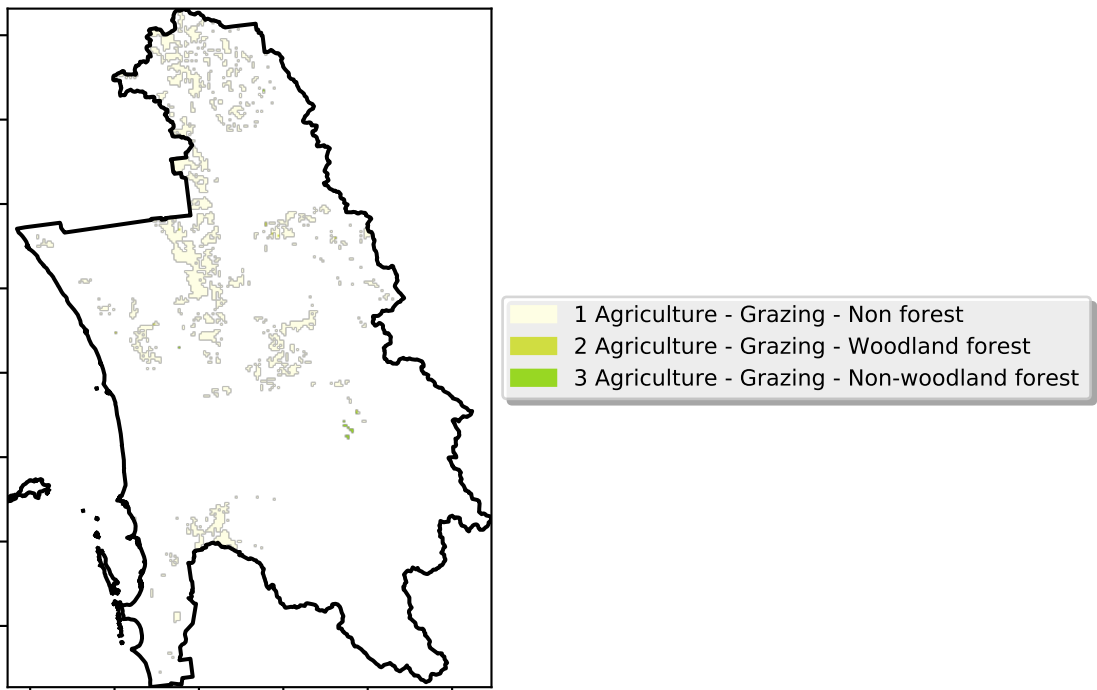 1 Agriculture - Grazing - Non forest
2 Agriculture - Grazing - Woodland forest
3 Agriculture - Grazing - Non-woodland forest